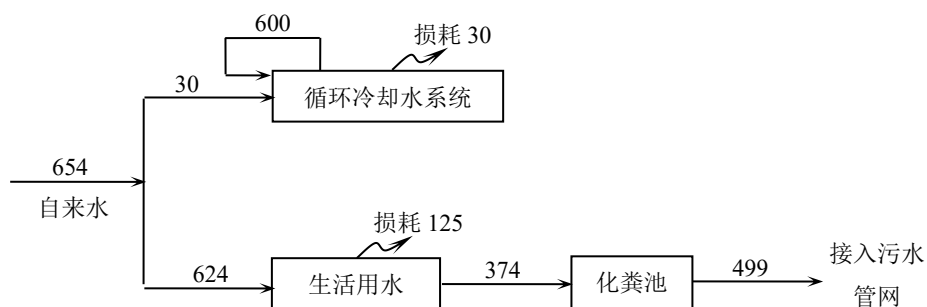 600
损耗 30
30
循环冷却水系统
654
自来水
损耗 125
624
生活用水
374
化粪池
499
接入污水
管网